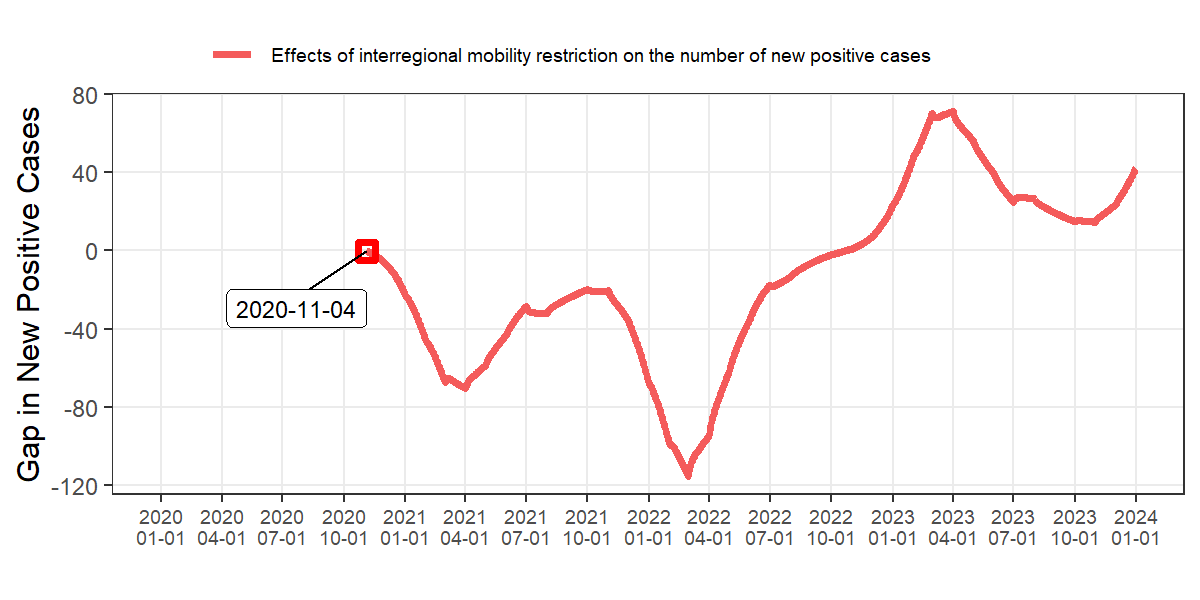 Effects of interregional mobility restriction on the number of new positive cases
Gap in New Positive Cases
80
40
0
-40
-80
-120
2020-11-04
2020 2020 2020 2020 2021 2021 2021 2021 2022 2022 2022 2022 2023 2023 2023 2023 2024
01-01 04-01 07-01 10-01 01-01 04-01 07-01 10-01 01-01 04-01 07-01 10-01 01-01 04-01 07-01 10-01 01-01